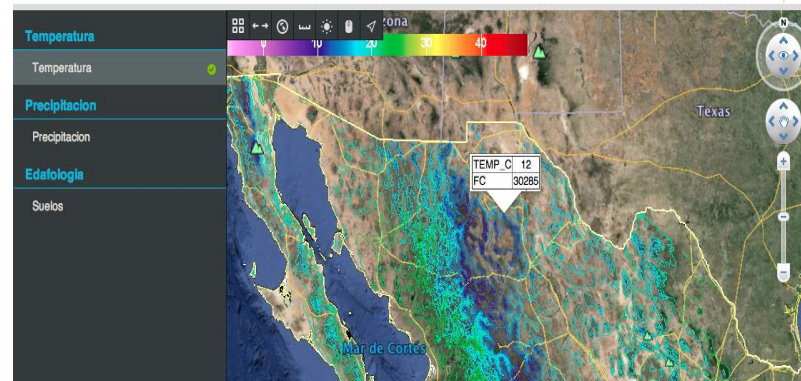 Temperatura
Temperatura
Precipitacion
Precipitacion
Edafologia
Suelos
zona
0 10 20 30 40
N
Texas
TEMP_C 12
FC 30285
Mar de Cortés